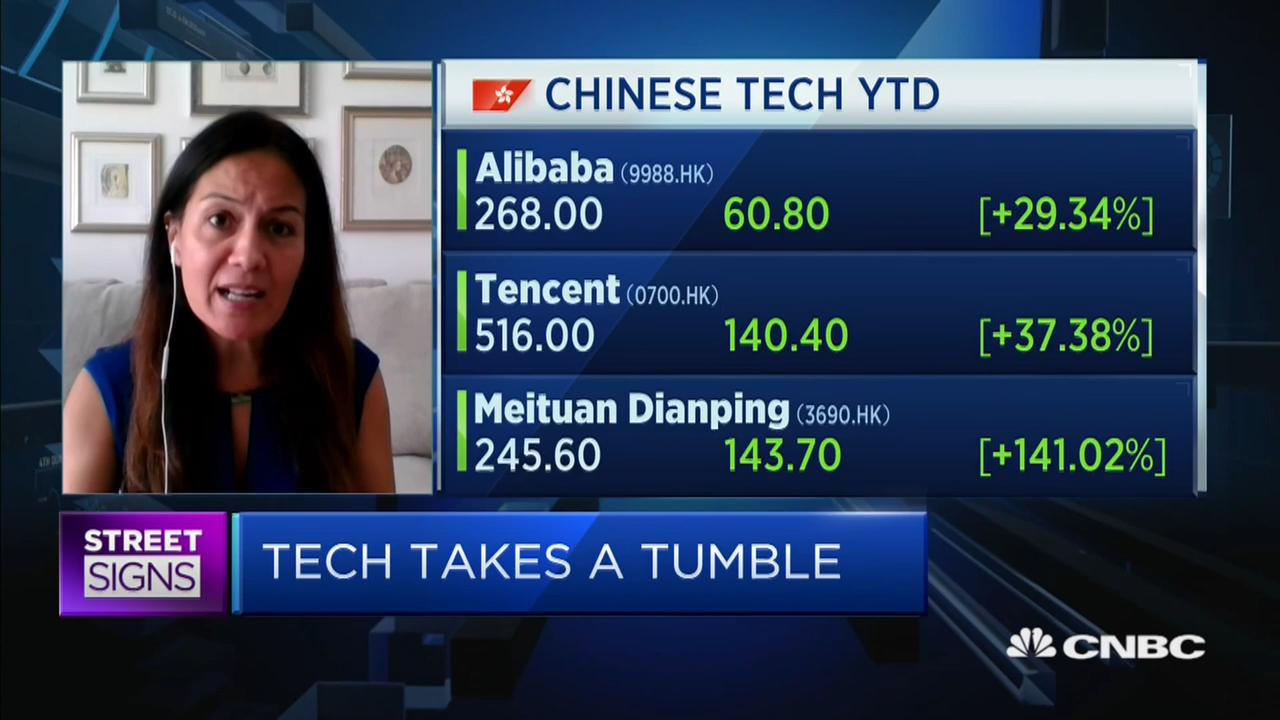 CHINESE TECH YTD
Alibaba (9988.HK)
268.00 60.80 [+29.34%]
Tencent (0700.HK)
516.00 140.40 [+37.38%]
Meituan Dianping (3690.HK)
245.60 143.70 [+141.02%]
STREET
SIGNS
TECH TAKES A TUMBLE
CNBC